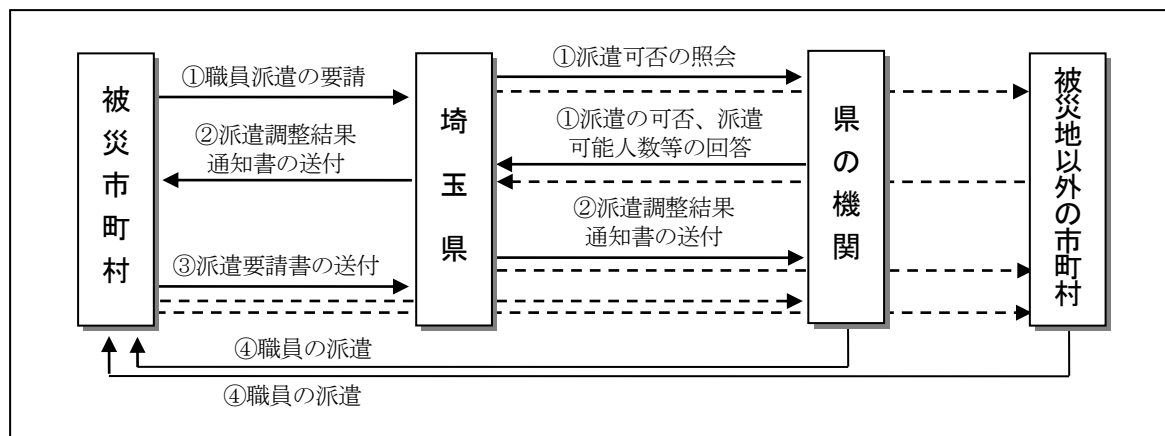 被災市町村
①職員派遣の要請
②派遣調整結果
通知書の送付
③派遣要請書の送付
埼玉県
①派遣可否の照会
①派遣の可否、派遣
可能人数等の回答
②派遣調整結果
通知書の送付
県の機関
被災地以外の市町村
④職員の派遣
④職員の派遣